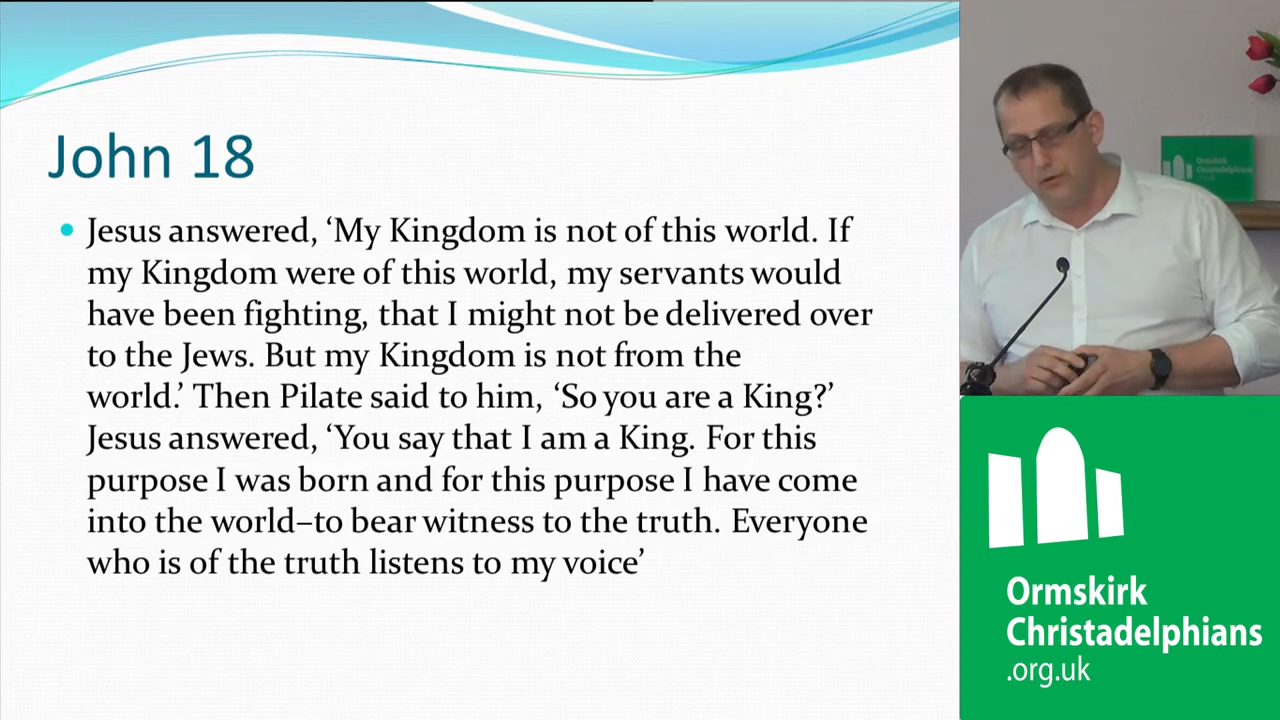 John 18
• Jesus answered, ‘My Kingdom is not of this world. If
my Kingdom were of this world, my servants would
have been fighting, that I might not be delivered over
to the Jews. But my Kingdom is not from the
world.’ Then Pilate said to him, ‘So you are a King?’
Jesus answered, ‘You say that I am a King. For this
purpose I was born and for this purpose I have come
into the world–to bear witness to the truth. Everyone
who is of the truth listens to my voice’
Ormskirk
Christadelphians
Ormskirk
Christadelphians
.org.uk